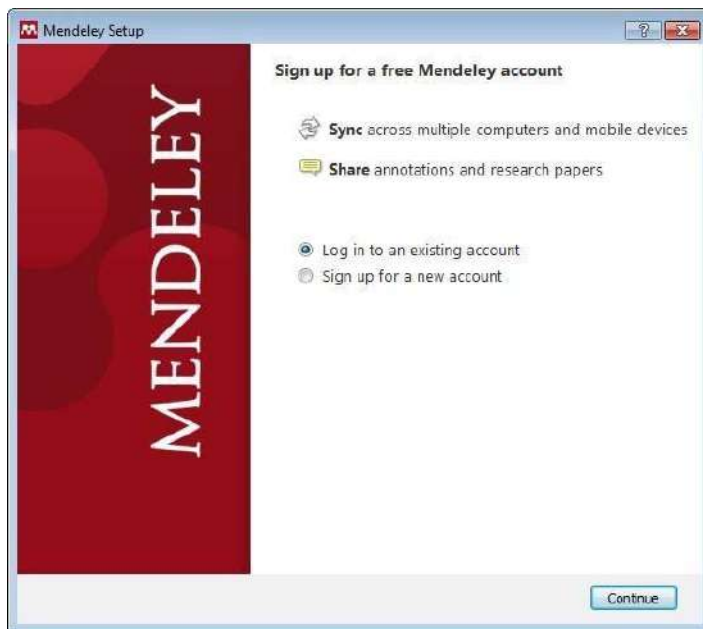 Mendeley Setup
MENDELEY
Sign up for a free Mendeley account
Sync across multiple computers and mobile devices
Share annotations and research papers
Log in to an existing account
Sign up for a new account
Continue